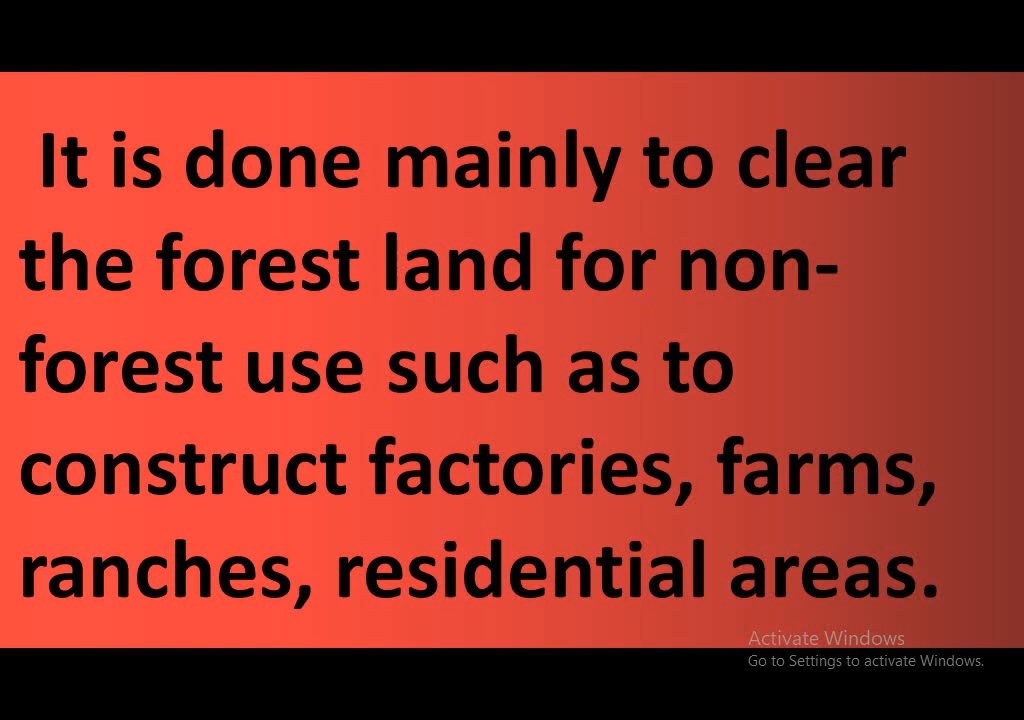 It is done mainly to clear
the forest land for non-
forest use such as to
construct factories, farms,
ranches, residential areas.
Activate Windows
Go to Settings to activate Windows.